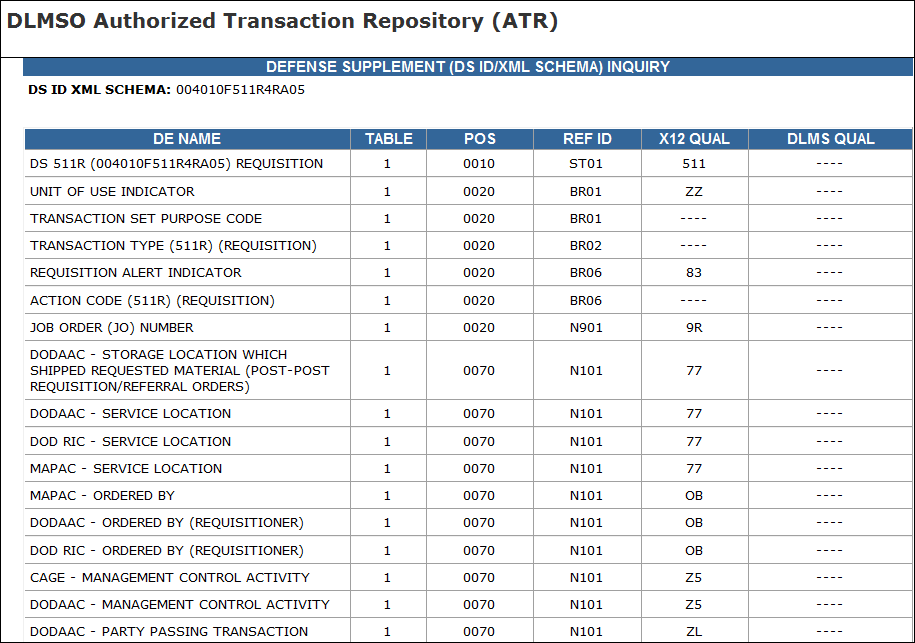 DLMSO Authorized Transaction Repository (ATR)
DEFENSE SUPPLEMENT (DS ID/XML SCHEMA) INQUIRY
DS ID XML SCHEMA: 004010F511R4RA05
DE NAME TABLE POS REF ID X12 QUAL DLMS QUAL
DS 511R (004010F511R4RA05) REQUISITION 1 0010 ST01 511 ----
UNIT OF USE INDICATOR 1 0020 BR01 ZZ ----
TRANSACTION SET PURPOSE CODE 1 0020 BR01 ---- ----
TRANSACTION TYPE (511R) (REQUISITION) 1 0020 BR02 ---- ----
REQUISITION ALERT INDICATOR 1 0020 BR06 83 ----
ACTION CODE (511R) (REQUISITION) 1 0020 BR06 ---- ----
JOB ORDER (JO) NUMBER 1 0020 N901 9R ----
DODAAC - STORAGE LOCATION WHICH
SHIPPED REQUESTED MATERIAL (POST-POST 1 0070 N101 77 ----
REQUISITION/REFERRAL ORDERS)
DODAAC - SERVICE LOCATION 1 0070 N101 77 ----
DOD RIC - SERVICE LOCATION 1 0070 N101 77 ----
MAPAC - SERVICE LOCATION 1 0070 N101 77 ----
MAPAC - ORDERED BY 1 0070 N101 OB ----
DODAAC - ORDERED BY (REQUISITIONER) 1 0070 N101 OB ----
DOD RIC - ORDERED BY (REQUISITIONER) 1 0070 N101 OB ----
CAGE - MANAGEMENT CONTROL ACTIVITY 1 0070 N101 Z5 ----
DODAAC - MANAGEMENT CONTROL ACTIVITY 1 0070 N101 Z5 ----
DODAAC - PARTY PASSING TRANSACTION 1 0070 N101 ZL ----